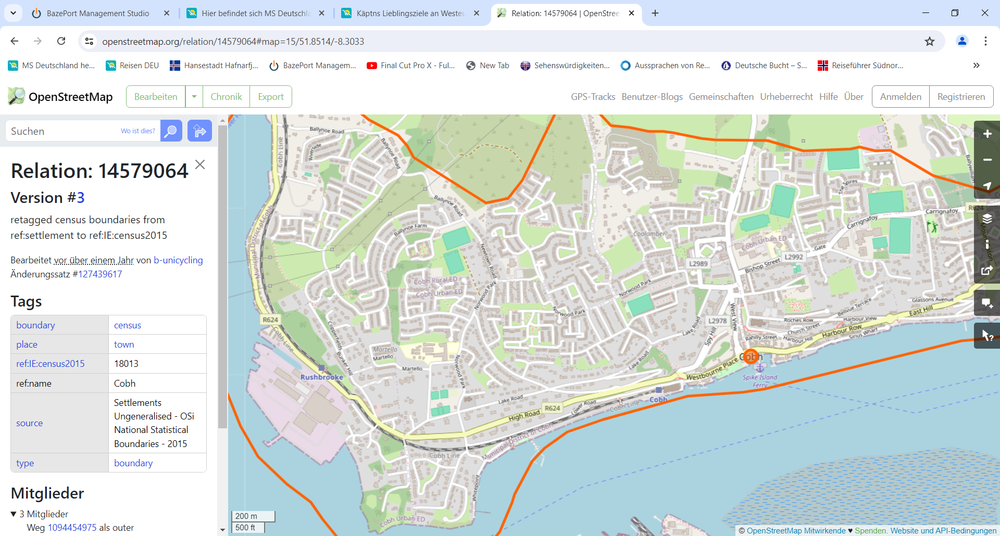 BazePort Management Studio
Hier befindet sich MS Deutschla
Käptns Lieblingsziele an Westeu
Relation: 14579064 | OpenStree
openstreetmap.org/relation/14579064#map=15/51.8514/-8.3033
MS Deutschland he...
Reisen DEU
Hansestadt Hafnarfj...
BazePort Managem...
Final Cut Pro X - Ful...
New Tab
Sehenswürdigkeiten...
Aussprachen von Re...
Deutsche Bucht – S...
Reiseführer Südnor...
OpenStreetMap
Bearbeiten
Chronik
Export
GPS-Tracks
Benutzer-Blogs
Gemeinschaften
Urheberrecht
Hilfe
Über
Anmelden
Registrieren
Suchen
Wo ist dies?
Relation: 14579064
Version #3
retagged census boundaries from
ref:settlement to ref:IE:census2015
Bearbeitet vor über einem Jahr von b-unicycling
Änderungssatz #127439617
Tags
boundary census
place town
ref:IE:census2015 18013
ref:name Cobh
source Settlements
Ungeneralised - OSi
National Statistical
Boundaries - 2015
type boundary
Mitglieder
3 Mitglieder
Weg 1094454975 als outer
Ballynoe Road
Cobh Line
Riverside
Ballynoe Road
Ballynoe Road
Ballynoe Farm
Municipal District of Cobh
Newtown Road
Cobh Rural ED
Cobh Urban ED
Norwood Park
Norwood Park
Norwood Park
Norwood Park
R624
Cobh Line
Copperfields
Bunker Hill
Martello
Martello
Martello
Rushbrooke
Lake Road
Lake Road
Lake Road
High Road
R624
Lower Road
Cobh Line
Cobh
Cobh Line
Municipal District of Cobh
Whitepoint
Cobh Urban ED
Westbourne Place
Cobh
Spike Island
Ferry
Spy Hill
L2978
West View
L2989
L2992
Coolamber
Cobh Urban ED
Bishop Street
Gate
Carrignafoy
Carrignafoy
R624
The Spires
Ballywilliam
Glassons Avenue
East Hill
Bellvue Terrace
Harbour View
Roches Row
Church Street
Rahilly Street
Harbour Hill
Harbour Row
Sirius Wharf
200 m
500 ft
© OpenStreetMap Mitwirkende ♥ Spenden. Website und API-Bedingungen